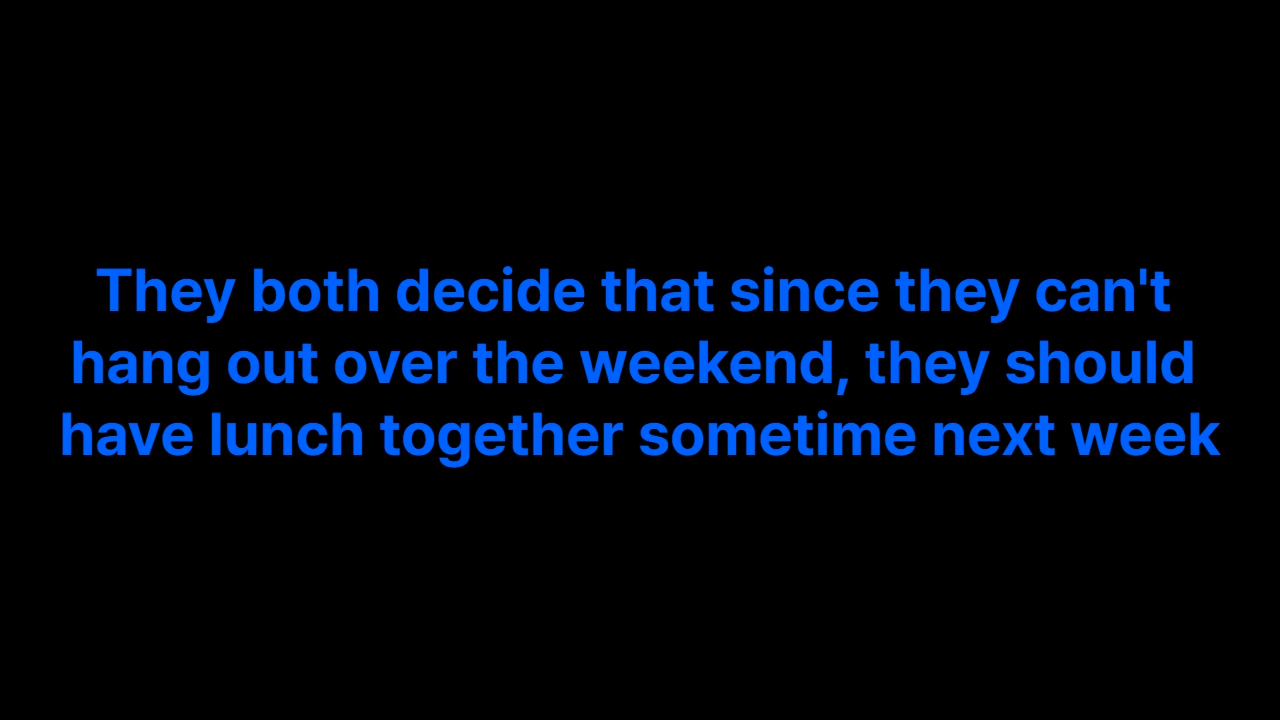 They both decide that since they can't
hang out over the weekend, they should
have lunch together sometime next week